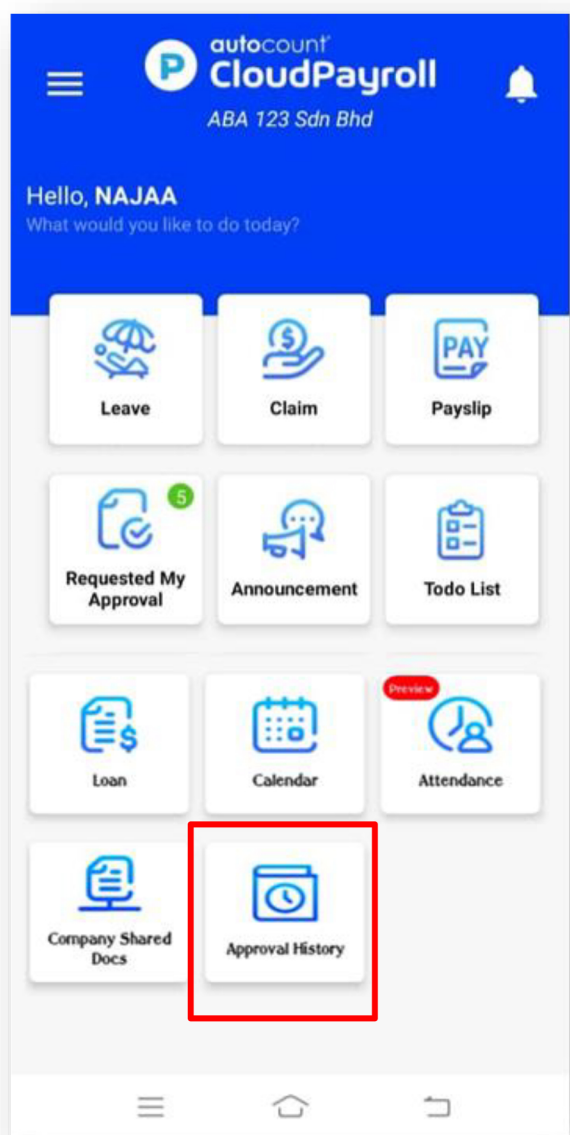 autocount
CloudPayroll
ABA 123 Sdn Bhd
Hello, NAJAA
What would you like to do today?
Leave
Claim
PAY
Payslip
5
Requested My
Approval
Announcement
Todo List
Loan
Calendar
Preview
Attendance
Company Shared
Docs
Approval History